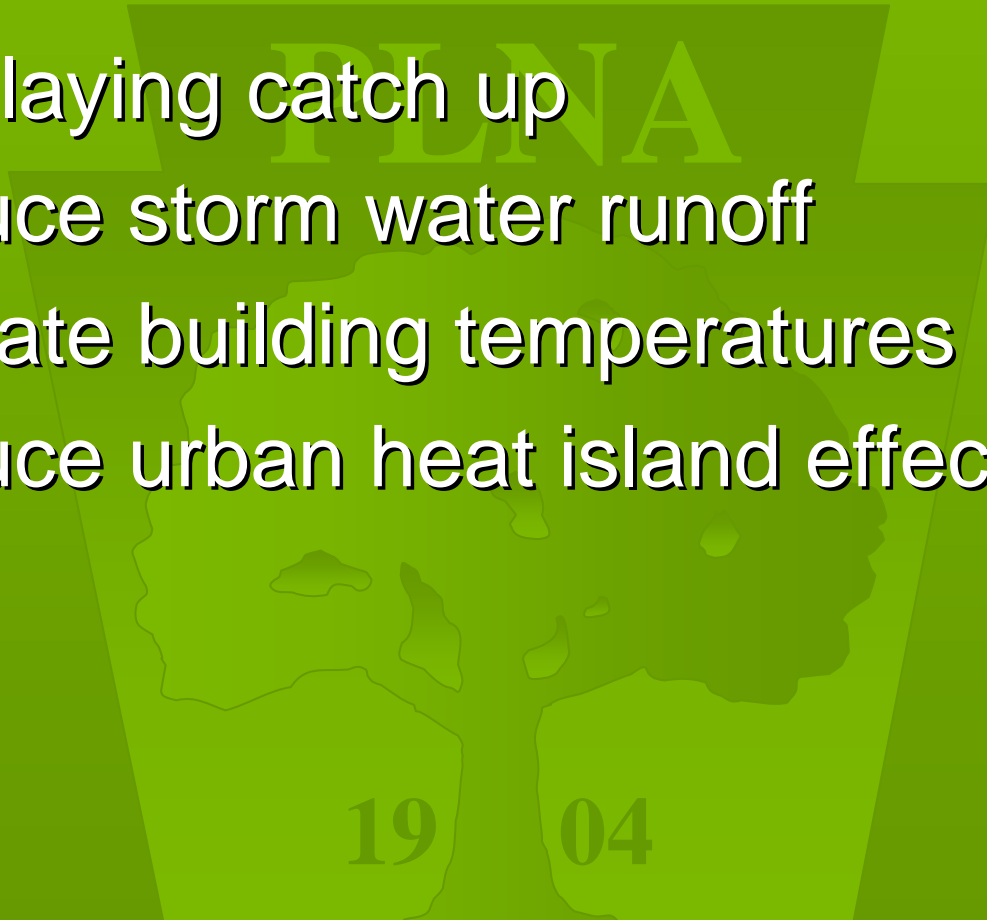 PLNA
laying catch up
uce storm water runoff
ate building temperatures
uce urban heat island effec
19 04